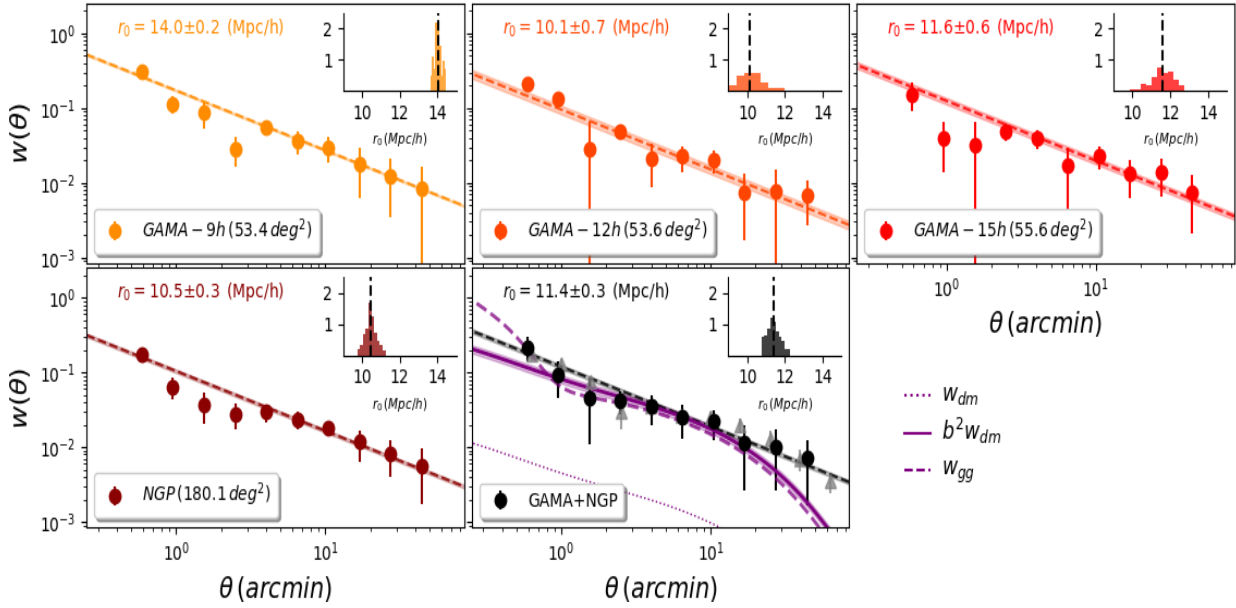 r₀ = 14.0±0.2 (Mpc/h)
2
1
10 12 14
r₀ (Mpc/h)
GAMA − 9h (53.4 deg²)
10⁰
10⁻¹
10⁻²
10⁻³
w(θ)
r₀ = 10.1±0.7 (Mpc/h)
2
1
10 12 14
r₀ (Mpc/h)
GAMA − 12h (53.6 deg²)
r₀ = 11.6±0.6 (Mpc/h)
2
1
10 12 14
r₀ (Mpc/h)
GAMA − 15h (55.6 deg²)
10⁰ 10¹
θ (arcmin)
r₀ = 10.5±0.3 (Mpc/h)
2
1
10 12 14
r₀ (Mpc/h)
NGP (180.1 deg²)
10⁰
10⁻¹
10⁻²
10⁻³
w(θ)
10⁰ 10¹
θ (arcmin)
r₀ = 11.4±0.3 (Mpc/h)
2
1
10 12 14
r₀ (Mpc/h)
GAMA+NGP
10⁰ 10¹
θ (arcmin)
w_dm
b²w_dm
w_gg